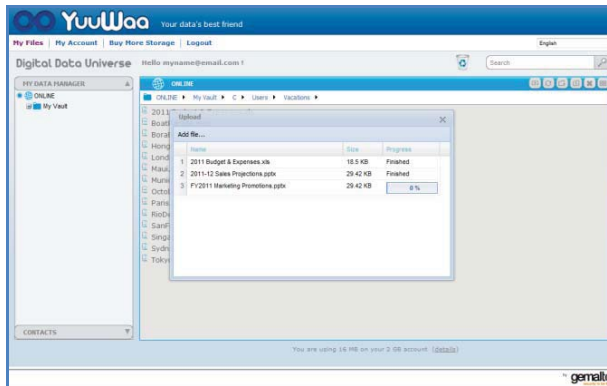 YuuWaa Your data's best friend
My Files My Account Buy More Storage Logout English
Digital Data Universe Hello myname@email.com ! Search
MY DATA MANAGER
ONLINE
My Vault
CONTACTS
ONLINE
ONLINE My Vault C Users Vacations
2011
Hong
Lond
Maui,
Muni
Octo
Paris
RioD
SanF
Singa
Sydn
Tokyo
Upload
Add file...
Name Size Progress
1 2011 Budget & Expenses.xls 18.5 KB Finished
2 2011-12 Sales Projections.pptx 29.42 KB Finished
3 FY2011 Marketing Promotions.pptx 29.42 KB 0 %
You are using 16 MB on your 2 GB account (details)
by gemalto